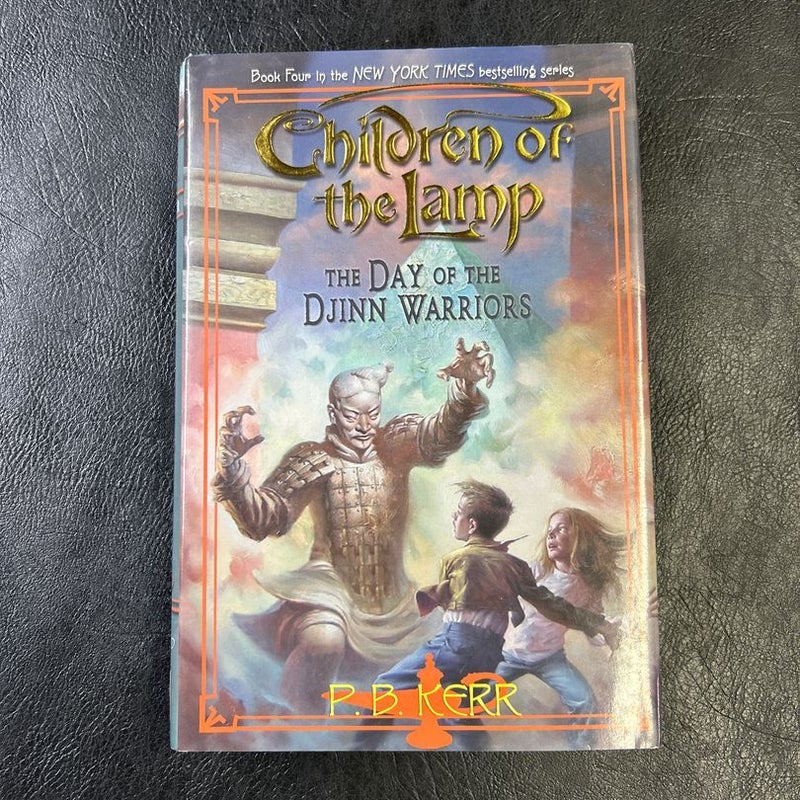 Book Four in the NEW YORK TIMES bestselling series
Children of
the Lamp
THE DAY OF THE
DJINN WARRIORS
P. B. KERR